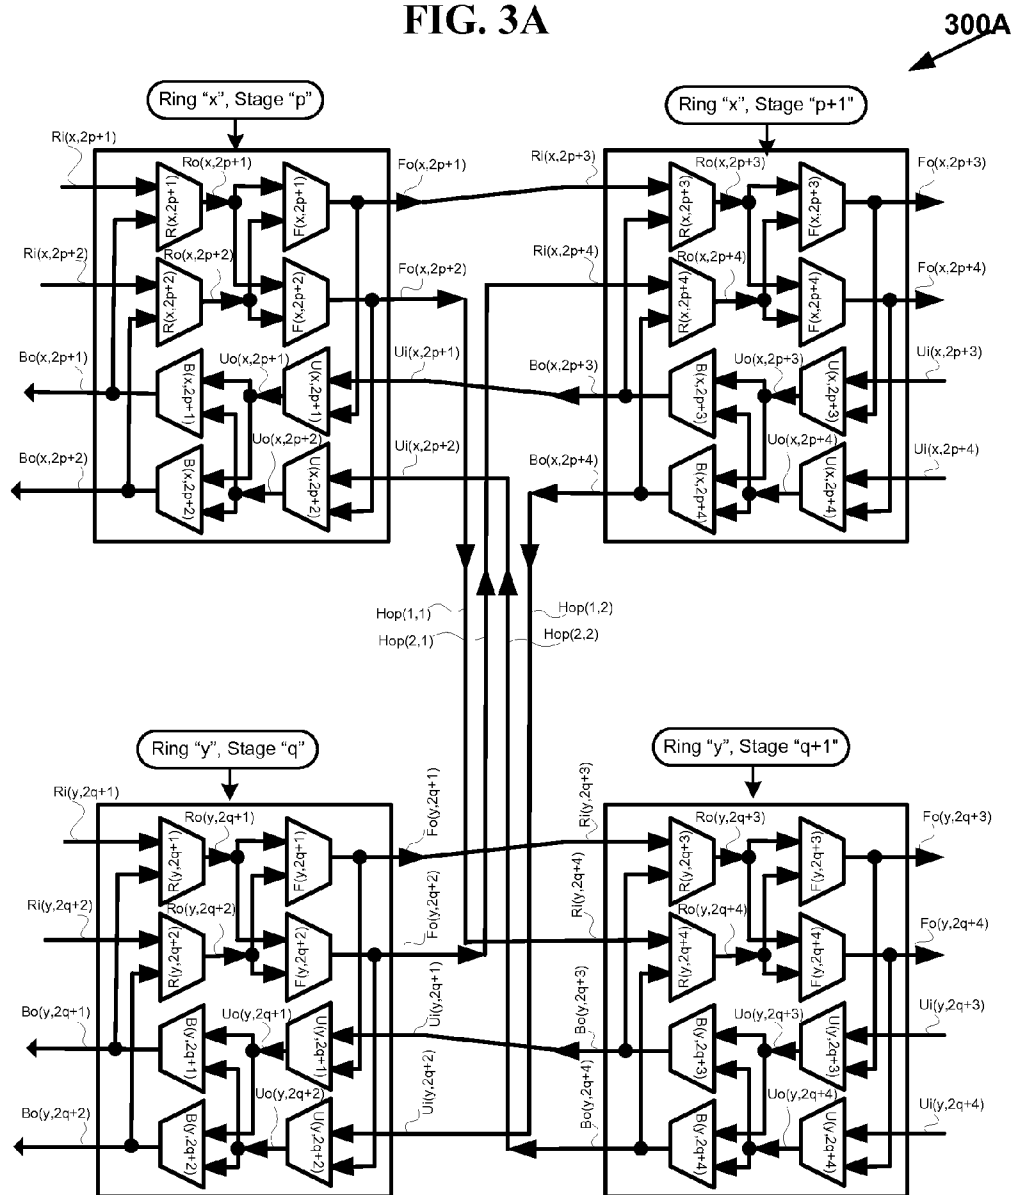 FIG. 3A
300A
Ring "x", Stage "p"
Ring "x", Stage "p+1"
Ri(x,2p+1)
Ro(x,2p+1)
Fo(x,2p+1)
Ri(x,2p+3)
Ro(x,2p+3)
Fo(x,2p+3)
R(x,2p+1)
F(x,2p+1)
R(x,2p+3)
F(x,2p+3)
Ri(x,2p+2)
Ro(x,2p+2)
Fo(x,2p+2)
Ri(x,2p+4)
Ro(x,2p+4)
Fo(x,2p+4)
R(x,2p+2)
F(x,2p+2)
R(x,2p+4)
F(x,2p+4)
Bo(x,2p+1)
Uo(x,2p+1)
Ui(x,2p+1)
Bo(x,2p+3)
Uo(x,2p+3)
Ui(x,2p+3)
B(x,2p+1)
U(x,2p+1)
B(x,2p+3)
U(x,2p+3)
Bo(x,2p+2)
Uo(x,2p+2)
Ui(x,2p+2)
Bo(x,2p+4)
Uo(x,2p+4)
Ui(x,2p+4)
B(x,2p+2)
U(x,2p+2)
B(x,2p+4)
U(x,2p+4)
Hop(1,1)
Hop(1,2)
Hop(2,1)
Hop(2,2)
Ring "y", Stage "q"
Ring "y", Stage "q+1"
Ri(y,2q+1)
Ro(y,2q+1)
Fo(y,2q+1)
Ri(y,2q+3)
Ro(y,2q+3)
Fo(y,2q+3)
R(y,2q+1)
F(y,2q+1)
R(y,2q+3)
F(y,2q+3)
Ri(y,2q+2)
Ro(y,2q+2)
Fo(y,2q+2)
Ri(y,2q+4)
Ro(y,2q+4)
Fo(y,2q+4)
R(y,2q+2)
F(y,2q+2)
R(y,2q+4)
F(y,2q+4)
Bo(y,2q+1)
Uo(y,2q+1)
Ui(y,2q+1)
Bo(y,2q+3)
Uo(y,2q+3)
Ui(y,2q+3)
B(y,2q+1)
U(y,2q+1)
B(y,2q+3)
U(y,2q+3)
Bo(y,2q+2)
Uo(y,2q+2)
Ui(y,2q+2)
Bo(y,2q+4)
Uo(y,2q+4)
Ui(y,2q+4)
B(y,2q+2)
U(y,2q+2)
B(y,2q+4)
U(y,2q+4)